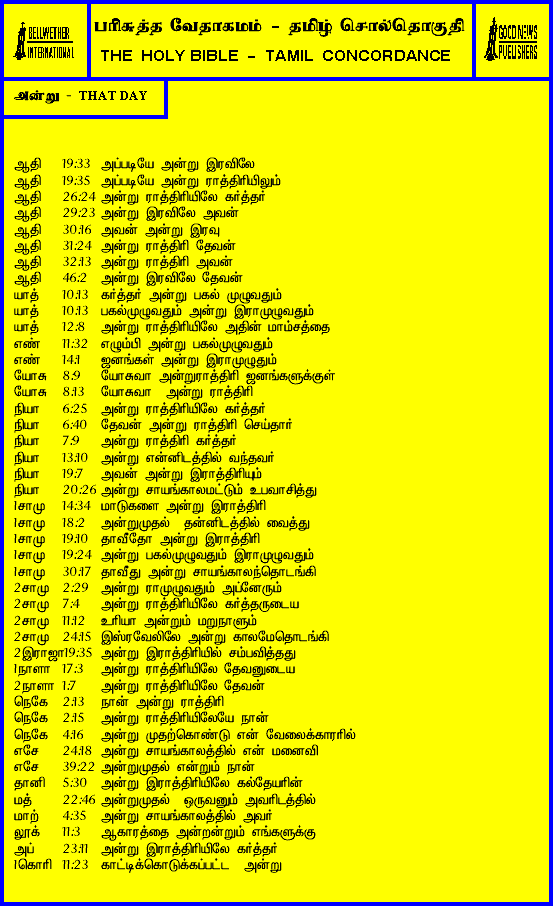 BELLWETHER
INTERNATIONAL
பரிசுத்த வேதாகமம் - தமிழ் சொல்தொகுதி
THE HOLY BIBLE - TAMIL CONCORDANCE
GOOD NEWS
PUBLISHERS
அன்று - THAT DAY
ஆதி 19:33 அப்படியே அன்று இரவிலே
ஆதி 19:35 அப்படியே அன்று ராத்திரியிலும்
ஆதி 26:24 அன்று ராத்திரியிலே கர்த்தர்
ஆதி 29:23 அன்று இரவிலே அவன்
ஆதி 30:16 அவன் அன்று இரவு
ஆதி 31:24 அன்று ராத்திரி தேவன்
ஆதி 32:13 அன்று ராத்திரி அவன்
ஆதி 46:2 அன்று இரவிலே தேவன்
யாத் 10:13 கர்த்தர் அன்று பகல் முழுவதும்
யாத் 10:13 பகல்முழுவதும் அன்று இராமுழுவதும்
யாத் 12:8 அன்று ராத்திரியிலே அதின் மாம்சத்தை
எண் 11:32 எழும்பி அன்று பகல்முழுவதும்
எண் 14:1 ஜனங்கள் அன்று இராமுழுதும்
யோசு 8:9 யோசுவா அன்றுராத்திரி ஜனங்களுக்குள்
யோசு 8:13 யோசுவா அன்று ராத்திரி
நியா 6:25 அன்று ராத்திரியிலே கர்த்தர்
நியா 6:40 தேவன் அன்று ராத்திரி செய்தார்
நியா 7:9 அன்று ராத்திரி கர்த்தர்
நியா 13:10 அன்று என்னிடத்தில் வந்தவர்
நியா 19:7 அவன் அன்று இராத்திரியும்
நியா 20:26 அன்று சாயங்காலமட்டும் உபவாசித்து
1சாமு 14:34 மாடுகளை அன்று இராத்திரி
1சாமு 18:2 அன்றுமுதல் தன்னிடத்தில் வைத்து
1சாமு 19:10 தாவீதோ அன்று இராத்திரி
1சாமு 19:24 அன்று பகல்முழுவதும் இராமுழுவதும்
1சாமு 30:17 தாவீது அன்று சாயங்காலந்தொடங்கி
2சாமு 2:29 அன்று ராமுழுவதும் அப்னேரும்
2சாமு 7:4 அன்று ராத்திரியிலே கர்த்தருடைய
2சாமு 11:12 உரியா அன்றும் மறுநாளும்
2சாமு 24:15 இஸ்ரவேலிலே அன்று காலமேதொடங்கி
2இராஜா19:35 அன்று இராத்திரியில் சம்பவித்தது
1நாளா 17:3 அன்று ராத்திரியிலே தேவனுடைய
2நாளா 1:7 அன்று ராத்திரியிலே தேவன்
நெகே 2:13 நான் அன்று ராத்திரி
நெகே 2:15 அன்று ராத்திரியிலேயே நான்
நெகே 4:16 அன்று முதற்கொண்டு என் வேலைக்காரரில்
எசே 24:18 அன்று சாயங்காலத்தில் என் மனைவி
எசே 39:22 அன்றுமுதல் என்றும் நான்
தானி 5:30 அன்று இராத்திரியிலே கல்தேயரின்
மத் 22:46 அன்றுமுதல் ஒருவனும் அவரிடத்தில்
மாற் 4:35 அன்று சாயங்காலத்தில் அவர்
லூக் 11:3 ஆகாரத்தை அன்றன்றும் எங்களுக்கு
அப் 23:11 அன்று இராத்திரியிலே கர்த்தர்
1கொரி 11:23 காட்டிக்கொடுக்கப்பட்ட அன்று